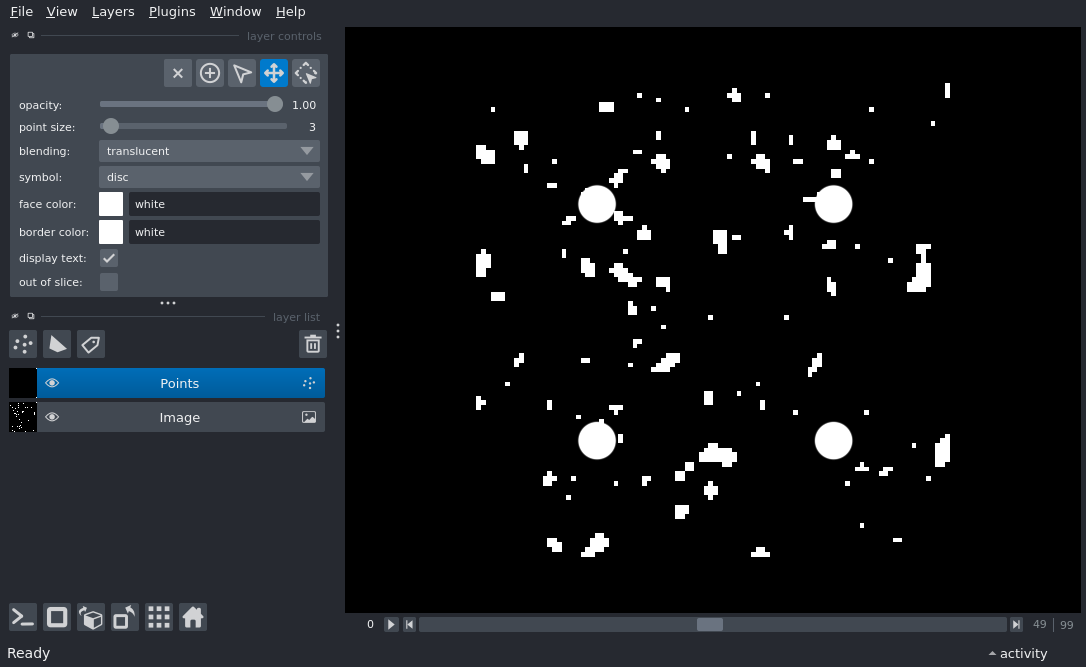 File View Layers Plugins Window Help
layer controls
opacity: 1.00
point size: 3
blending: translucent
symbol: disc
face color: white
border color: white
display text:
out of slice:
layer list
Points
Image
0 49 99
Ready activity